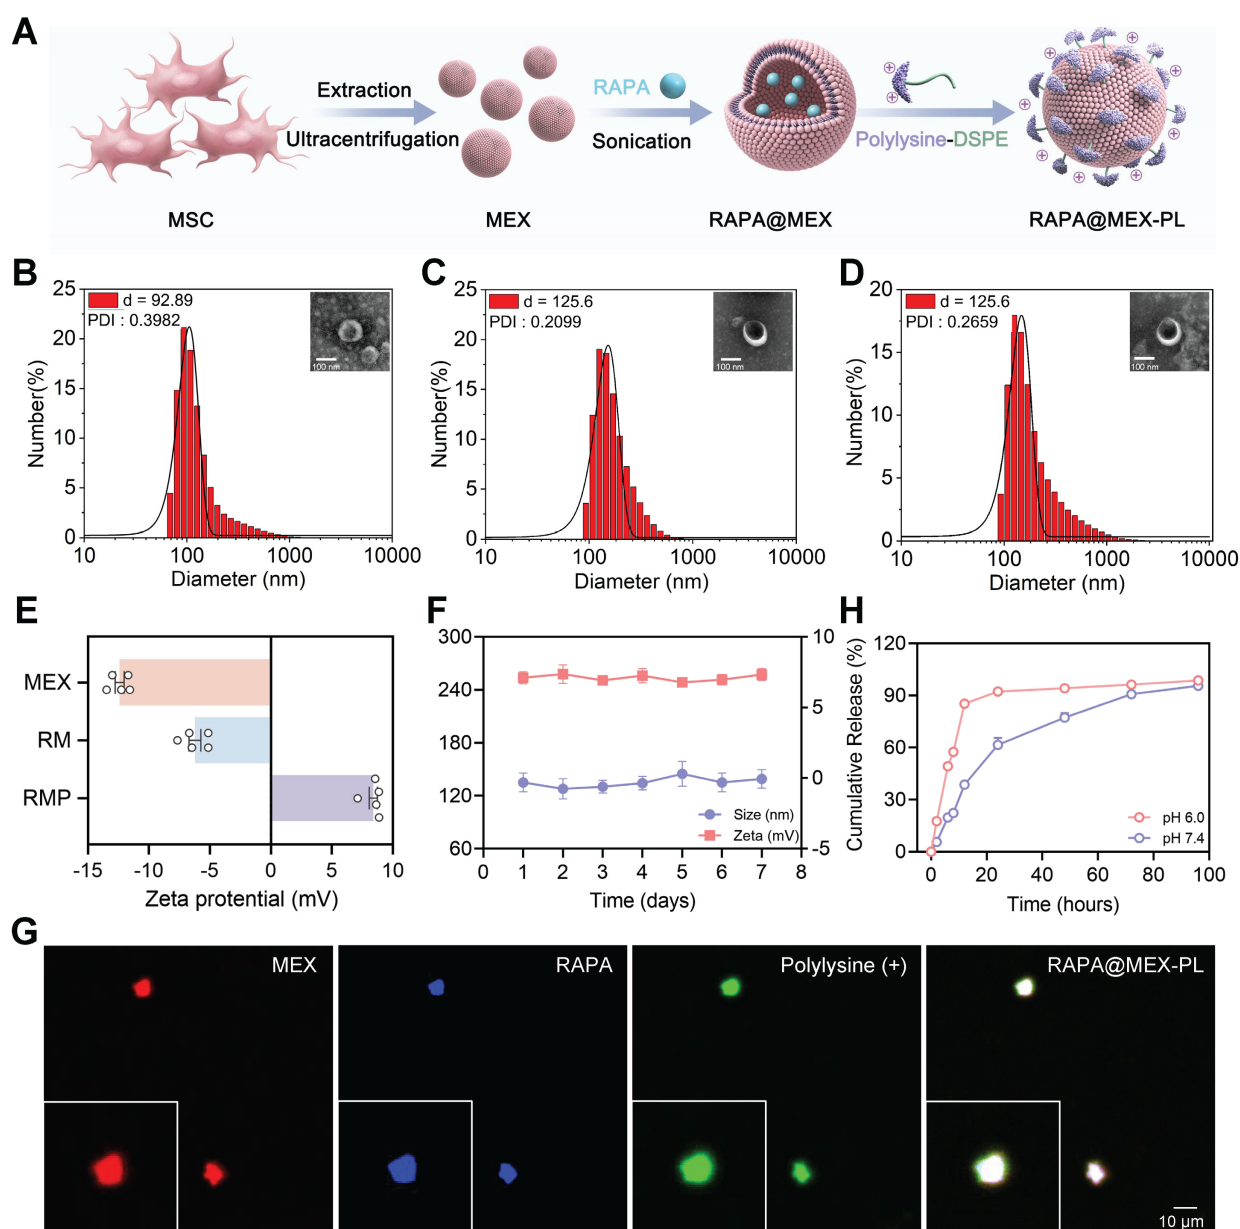 A
Extraction
Ultracentrifugation
RAPA
Sonication
Polylysine-DSPE
MSC
MEX
RAPA@MEX
RAPA@MEX-PL
B
d = 92.89
PDI : 0.3982
100 nm
Number(%)
25
20
15
10
5
0
10
100
1000
10000
Diameter (nm)
C
d = 125.6
PDI : 0.2099
100 nm
Number(%)
25
20
15
10
5
0
10
100
1000
10000
Diameter (nm)
D
d = 125.6
PDI : 0.2659
100 nm
Number(%)
20
15
10
5
0
10
100
1000
10000
Diameter (nm)
E
MEX
RM
RMP
-15
-10
-5
0
5
10
Zeta protential (mV)
F
300
240
180
120
60
10
5
0
-5
Size (nm)
Zeta (mV)
0 1 2 3 4 5 6 7 8
Time (days)
H
Cumulative Release (%)
120
90
60
30
0
pH 6.0
pH 7.4
0 20 40 60 80 100
Time (hours)
G
MEX
RAPA
Polylysine (+)
RAPA@MEX-PL
10 μm